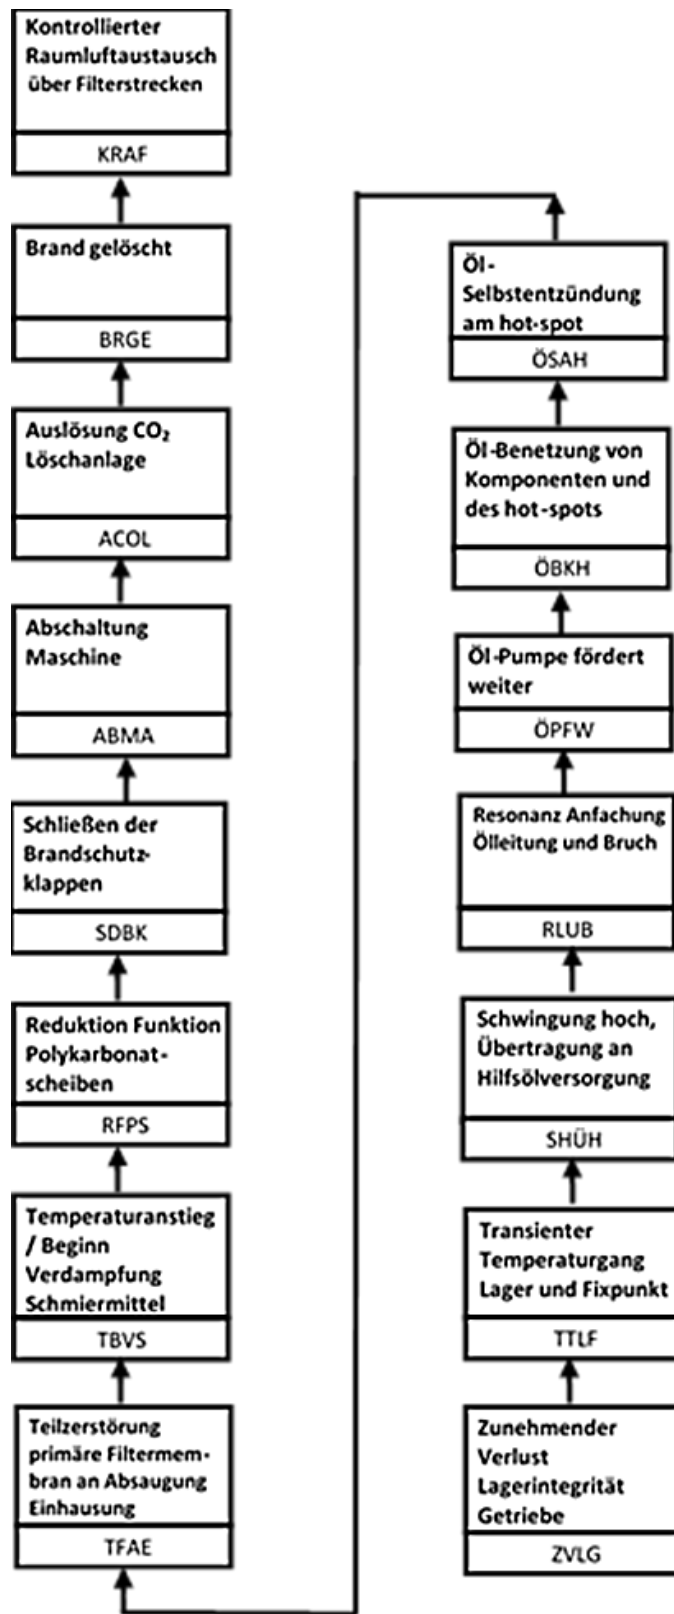 Kontrollierter
Raumluftaustausch
über Filterstrecken
KRAF
Brand gelöscht
BRGE
Auslösung CO₂
Löschanlage
ACOL
Abschaltung
Maschine
ABMA
Schließen der
Brandschutz-
klappen
SDBK
Reduktion Funktion
Polykarbonat-
scheiben
RFPS
Temperaturanstieg
/ Beginn
Verdampfung
Schmiermittel
TBVS
Teilzerstörung
primäre Filtermem-
bran an Absaugung
Einhausung
TFAE
Öl-
Selbstentzündung
am hot-spot
ÖSAH
Öl-Benetzung von
Komponenten und
des hot-spots
ÖBKH
Öl-Pumpe fördert
weiter
ÖPFW
Resonanz Anfachung
Ölleitung und Bruch
RLUB
Schwingung hoch,
Übertragung an
Hilfsölversorgung
SHÜH
Transienter
Temperaturgang
Lager und Fixpunkt
TTLF
Zunehmender
Verlust
Lagerintegrität
Getriebe
ZVLG